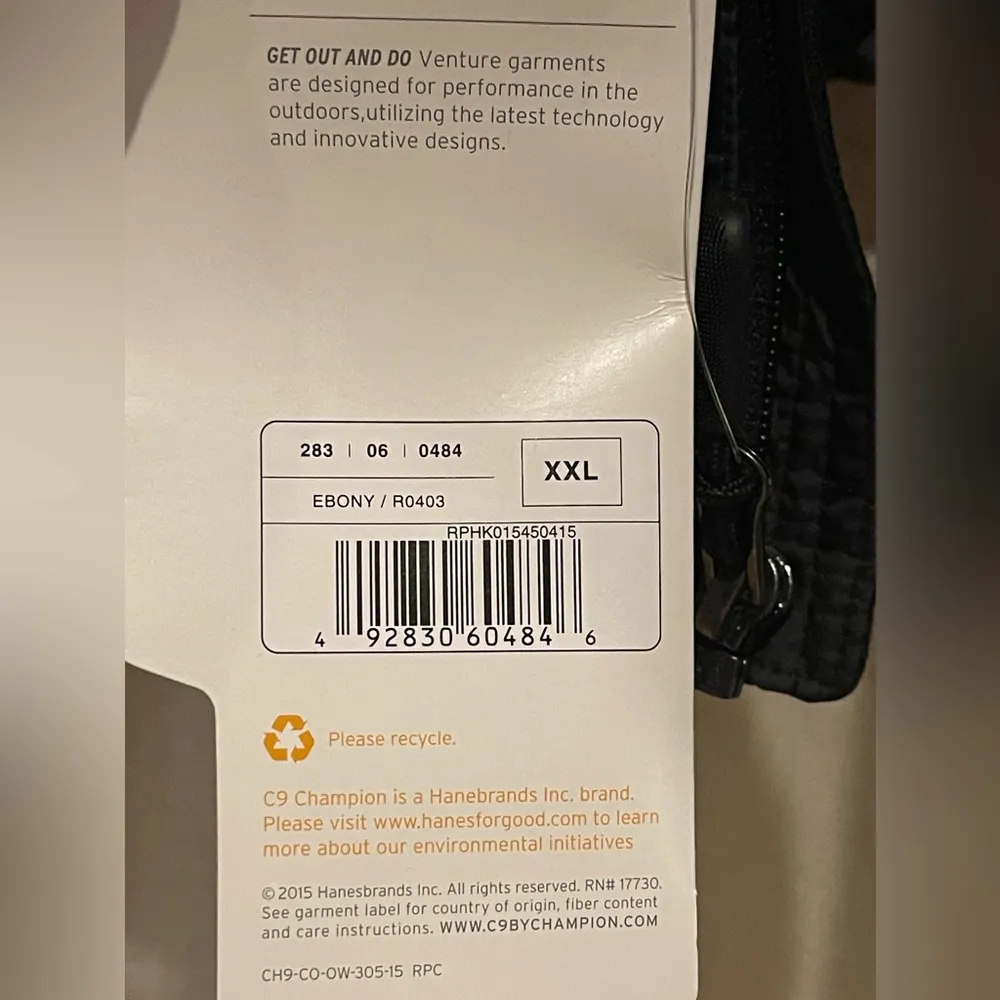 GET OUT AND DO Venture garments
are designed for performance in the
outdoors,utilizing the latest technology
and innovative designs.
283 | 06 | 0484
XXL
EBONY / R0403
RPHK015450415
4 92830 60484 6
Please recycle.
C9 Champion is a Hanebrands Inc. brand.
Please visit www.hanesforgood.com to learn
more about our environmental initiatives
© 2015 Hanesbrands Inc. All rights reserved. RN# 17730.
See garment label for country of origin, fiber content
and care instructions. WWW.C9BYCHAMPION.COM
CH9-CO-OW-305-15 RPC